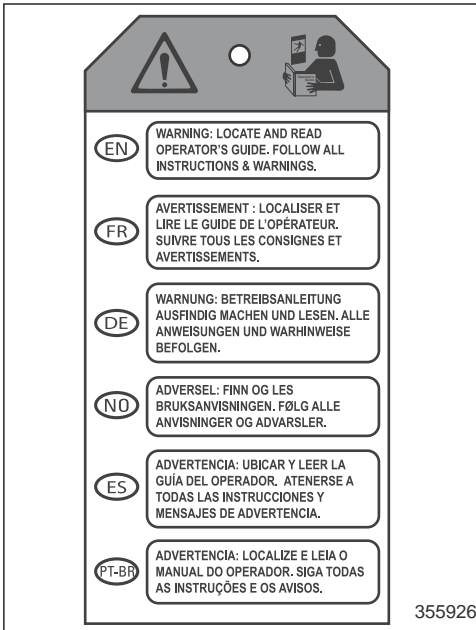 EN
WARNING: LOCATE AND READ
OPERATOR'S GUIDE. FOLLOW ALL
INSTRUCTIONS & WARNINGS.
FR
AVERTISSEMENT : LOCALISER ET
LIRE LE GUIDE DE L'OPÉRATEUR.
SUIVRE TOUS LES CONSIGNES ET
AVERTISSEMENTS.
DE
WARNUNG: BETREIBSANLEITUNG
AUSFINDIG MACHEN UND LESEN. ALLE
ANWEISUNGEN UND WARHINWEISE
BEFOLGEN.
NO
ADVERSEL: FINN OG LES
BRUKSANVISNINGEN. FØLG ALLE
ANVISNINGER OG ADVARSLER.
ES
ADVERTENCIA: UBICAR Y LEER LA
GUÍA DEL OPERADOR. ATENERSE A
TODAS LAS INSTRUCCIONES Y
MENSAJES DE ADVERTENCIA.
PT-BR
ADVERTENCIA: LOCALIZE E LEIA O
MANUAL DO OPERADOR. SIGA TODAS
AS INSTRUÇÕES E OS AVISOS.
355926